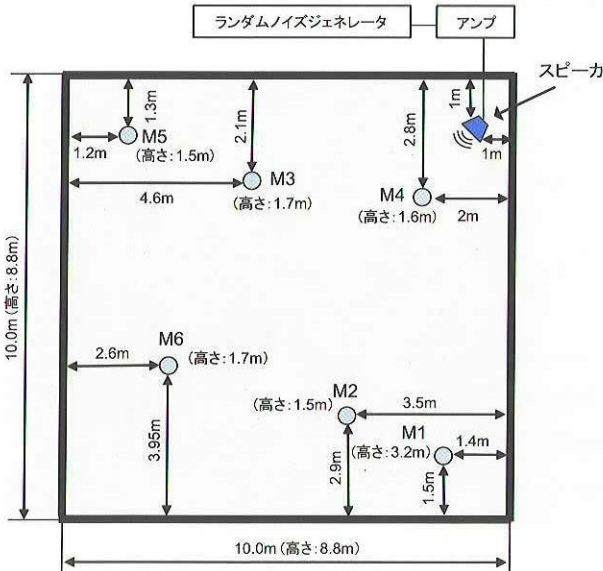 ランダムノイズジェネレータ
アンプ
スピーカ
1.3m
2.1m
2.8m
1m
1m
M5
1.2m
(高さ:1.5m)
M3
4.6m
(高さ:1.7m)
M4
(高さ:1.6m)
2m
10.0m(高さ:8.8m)
2.6m
M6
(高さ:1.7m)
3.95m
M2
(高さ:1.5m)
3.5m
2.9m
M1
1.4m
(高さ:3.2m)
1.5m
10.0m(高さ:8.8m)